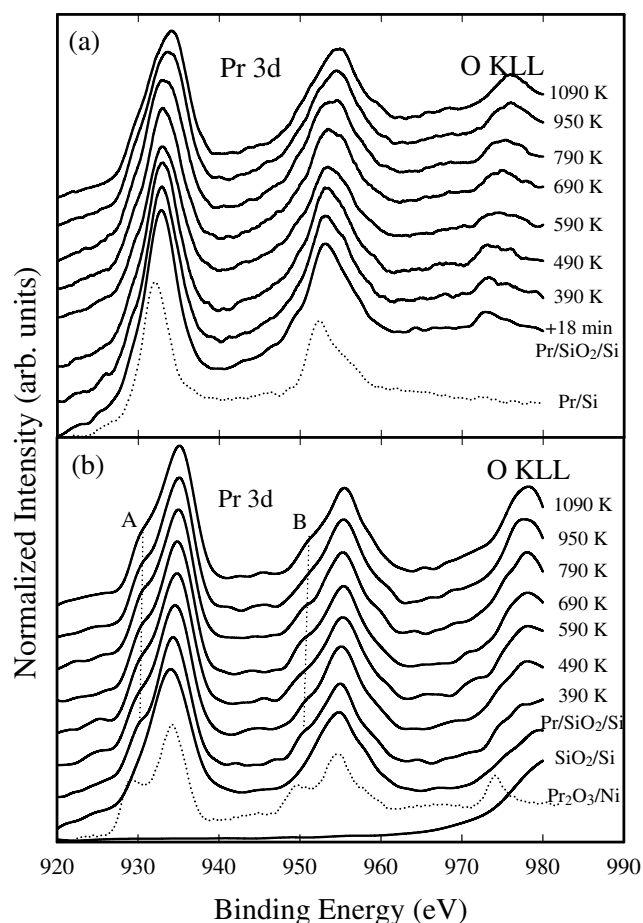 (a)
Pr 3d
O KLL
1090 K
950 K
790 K
690 K
590 K
490 K
390 K
+18 min
Pr/SiO₂/Si
Pr/Si
(b)
Pr 3d
O KLL
A
B
1090 K
950 K
790 K
690 K
590 K
490 K
390 K
Pr/SiO₂/Si
SiO₂/Si
Pr₂O₃/Ni
920 930 940 950 960 970 980 990
Binding Energy (eV)
Normalized Intensity (arb. units)